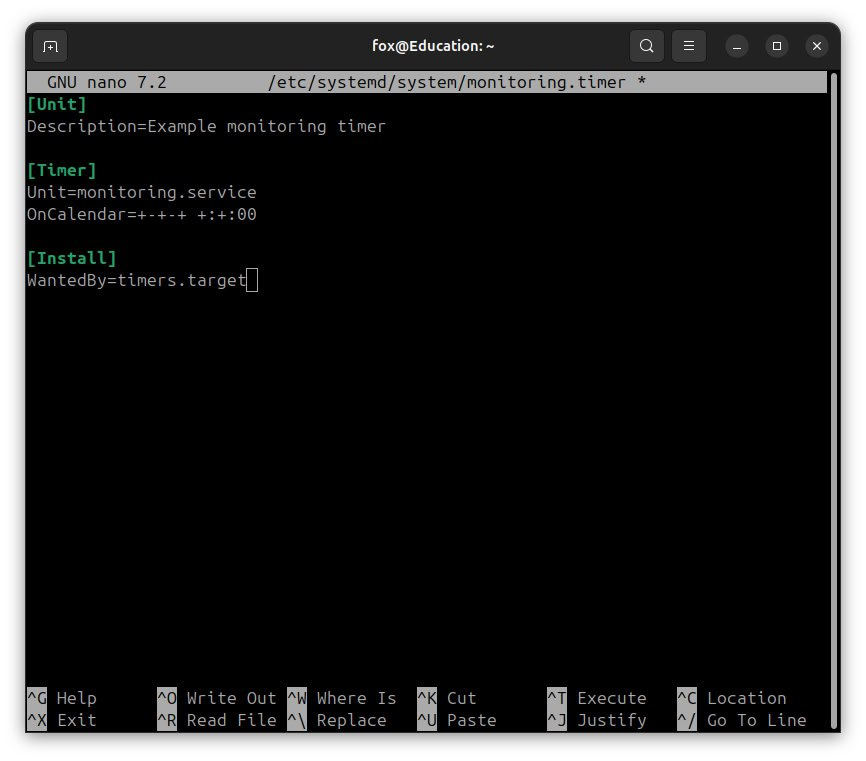 fox@Education: ~
GNU nano 7.2 /etc/systemd/system/monitoring.timer *
[Unit]
Description=Example monitoring timer
[Timer]
Unit=monitoring.service
OnCalendar=+-+-+ +:+:00
[Install]
WantedBy=timers.target
^G Help ^O Write Out ^W Where Is ^K Cut ^T Execute ^C Location
^X Exit ^R Read File ^\ Replace ^U Paste ^J Justify ^/ Go To Line